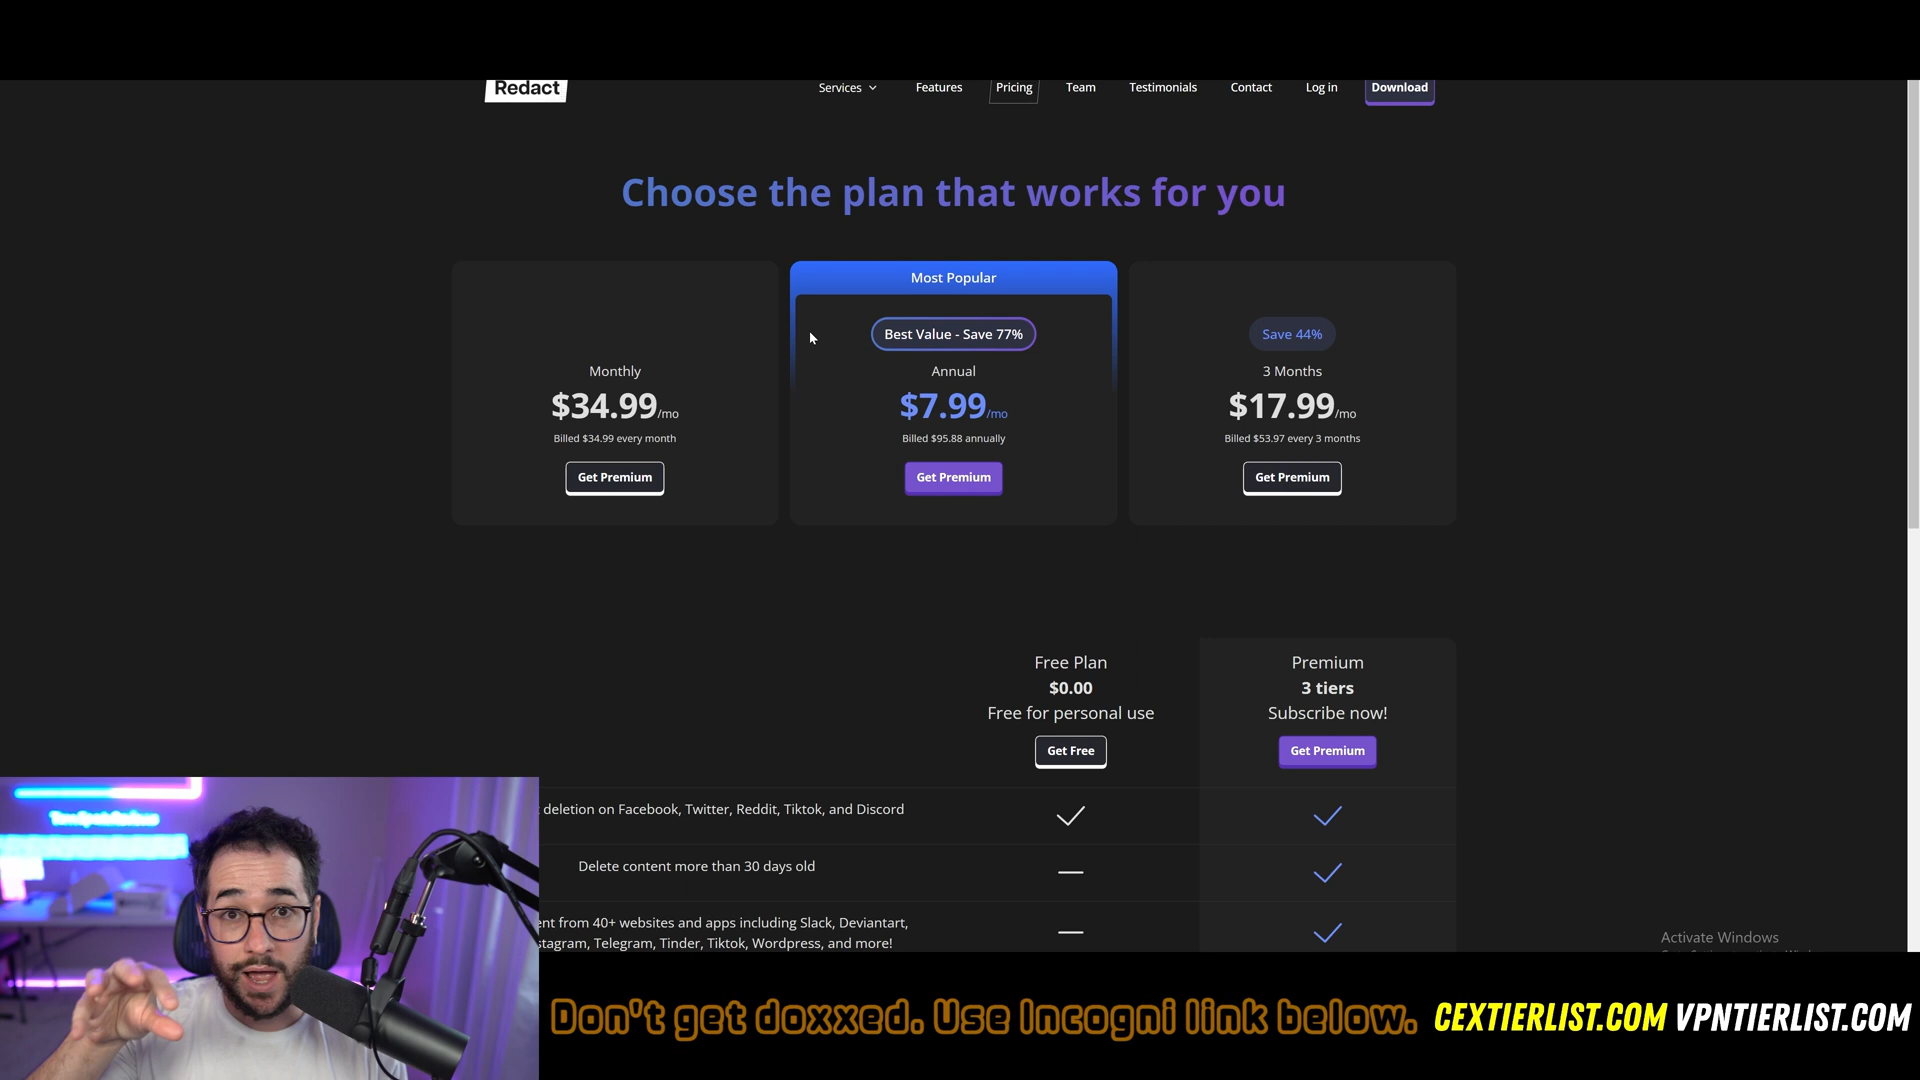 Redact
Services
Features
Pricing
Team
Testimonials
Contact
Log in
Download
Choose the plan that works for you
Most Popular
Best Value - Save 77%
Save 44%
Monthly
Annual
3 Months
$34.99/mo
$7.99/mo
$17.99/mo
Billed $34.99 every month
Billed $95.88 annually
Billed $53.97 every 3 months
Get Premium
Get Premium
Get Premium
Free Plan
Premium
$0.00
3 tiers
Free for personal use
Subscribe now!
Get Free
Get Premium
deletion on Facebook, Twitter, Reddit, Tiktok, and Discord
Delete content more than 30 days old
ent from 40+ websites and apps including Slack, Deviantart,
stagram, Telegram, Tinder, Tiktok, Wordpress, and more!
Activate Windows
Don't get doxxed. Use Incogni link below.
CEXTIERLIST.COM VPNTIERLIST.COM